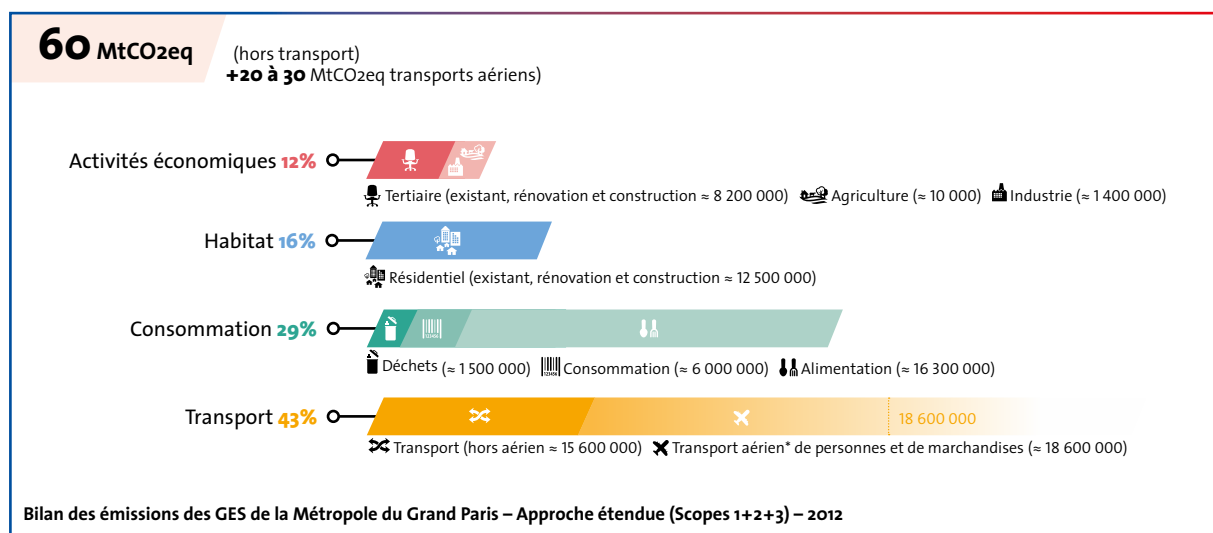 60 MtCO2eq
(hors transport)
+20 à 30 MtCO2eq transports aériens)
Activités économiques 12%
Tertiaire (existant, rénovation et construction ≈ 8 200 000) Agriculture (≈ 10 000) Industrie (≈ 1 400 000)
Habitat 16%
Résidentiel (existant, rénovation et construction ≈ 12 500 000)
Consommation 29%
Déchets (≈ 1 500 000) Consommation (≈ 6 000 000) Alimentation (≈ 16 300 000)
Transport 43%
18 600 000
Transport (hors aérien ≈ 15 600 000) Transport aérien* de personnes et de marchandises (≈ 18 600 000)
Bilan des émissions des GES de la Métropole du Grand Paris – Approche étendue (Scopes 1+2+3) – 2012